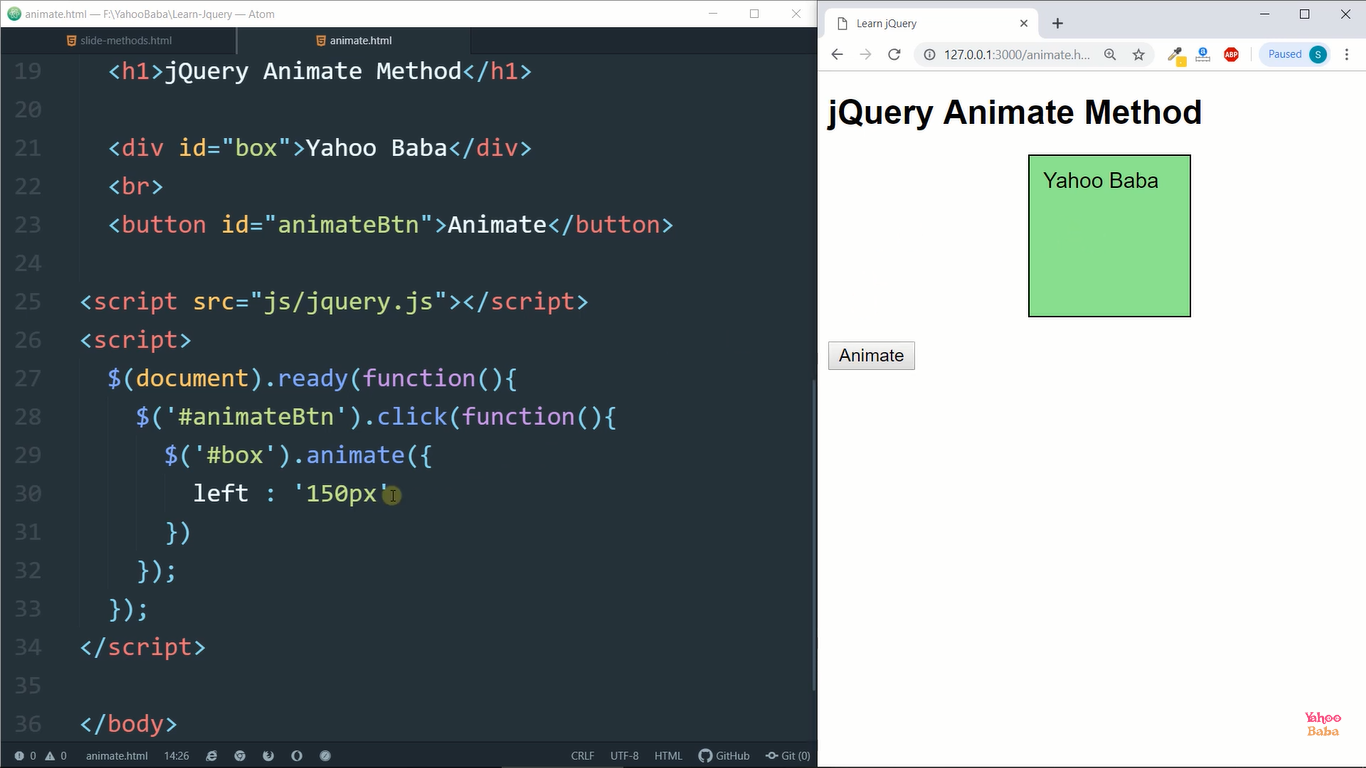 animate.html — F:\YahooBaba\Learn-Jquery — Atom
slide-methods.html
animate.html
19 <h1>jQuery Animate Method</h1>
20
21 <div id="box">Yahoo Baba</div>
22 <br>
23 <button id="animateBtn">Animate</button>
24
25 <script src="js/jquery.js"></script>
26 <script>
27 $(document).ready(function(){
28 $('#animateBtn').click(function(){
29 $('#box').animate({
30 left : '150px'
31 })
32 });
33 });
34 </script>
35
36 </body>
0 0 animate.html 14:26 CRLF UTF-8 HTML GitHub Git (0)
Learn jQuery
127.0.0.1:3000/animate.h...
ABP
Paused S
jQuery Animate Method
Yahoo Baba
Animate
Yahoo
Baba